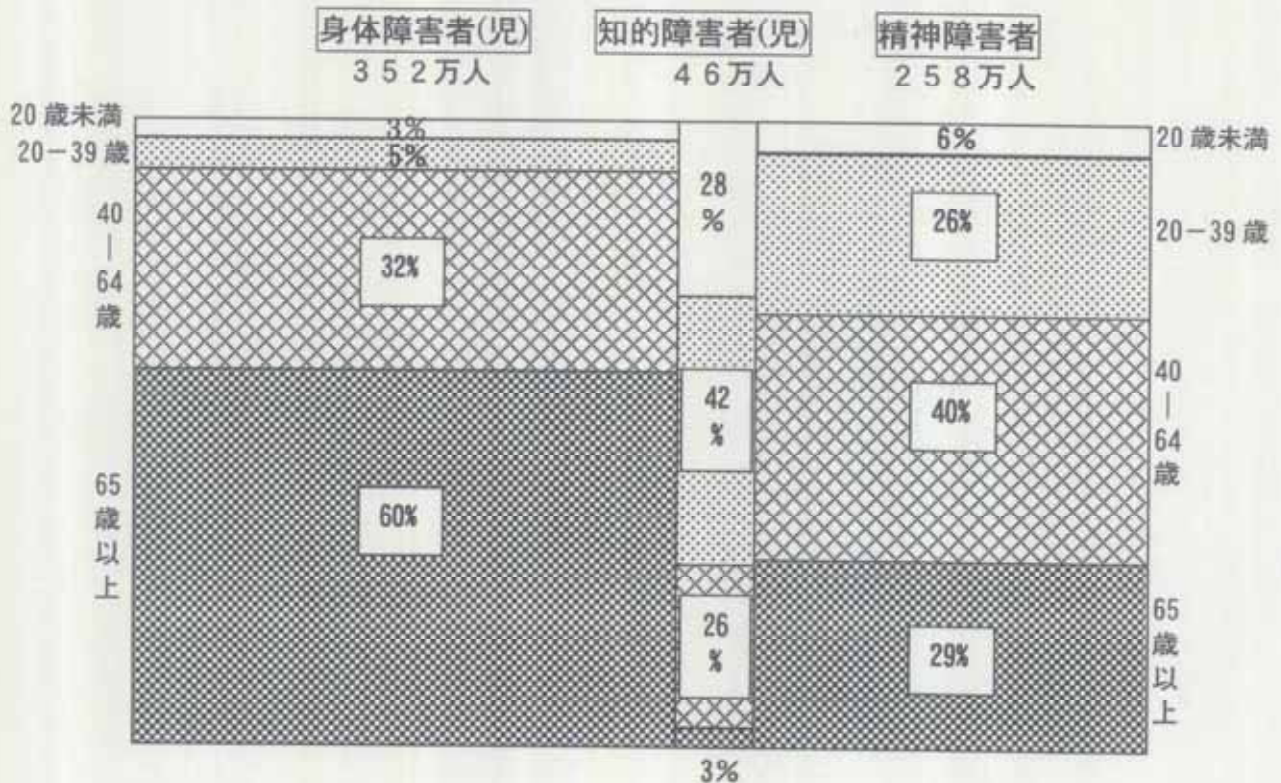 身体障害者(児)
352万人
知的障害者(児)
46万人
精神障害者
258万人
20歳未満
20-39歳
40
|
64
歳
65
歳
以
上
3%
5%
32%
60%
28
%
42
%
26
%
3%
6%
26%
40%
29%
20歳未満
20-39歳
40
|
64
歳
65
歳
以
上